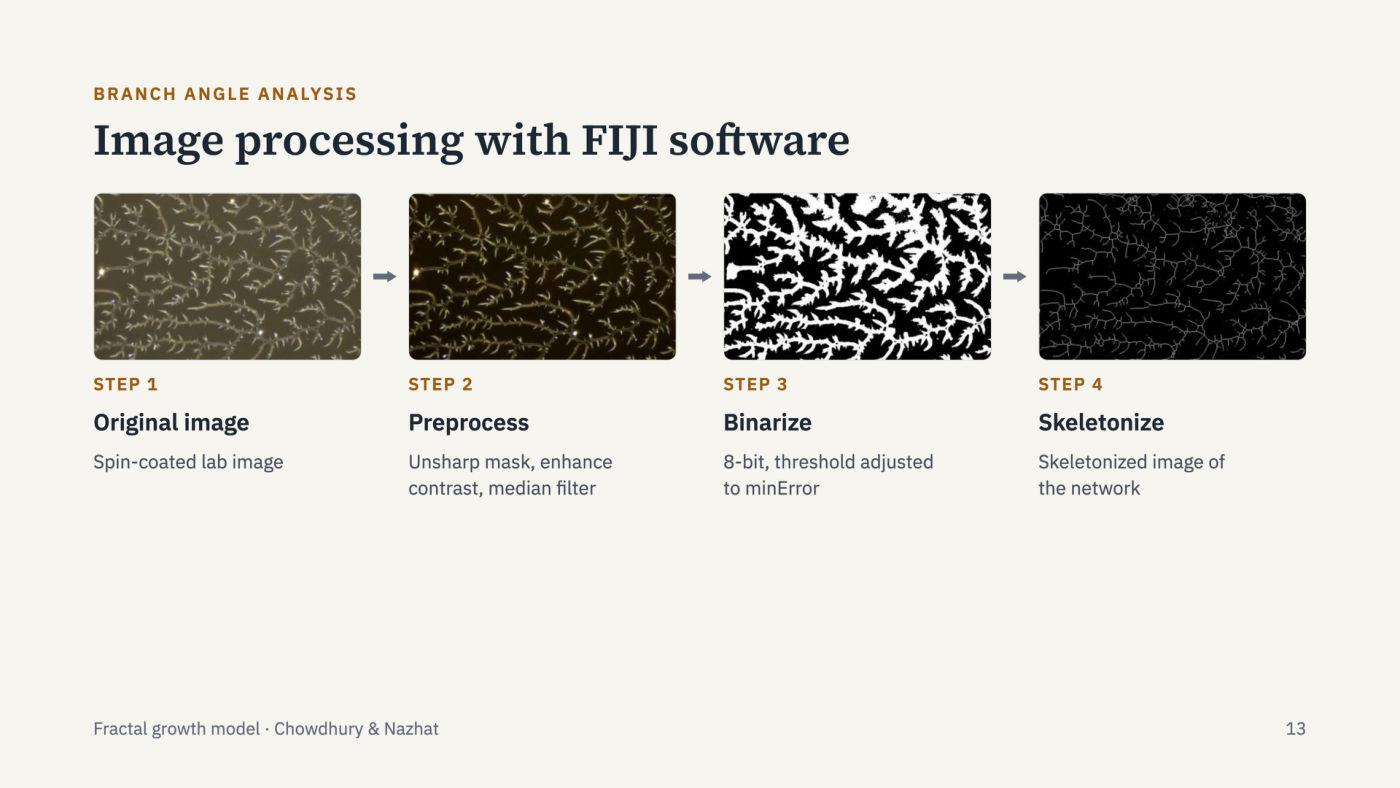 BRANCH ANGLE ANALYSIS
Image processing with FIJI software
STEP 1
Original image
Spin-coated lab image
STEP 2
Preprocess
Unsharp mask, enhance
contrast, median filter
STEP 3
Binarize
8-bit, threshold adjusted
to minError
STEP 4
Skeletonize
Skeletonized image of
the network
Fractal growth model · Chowdhury & Nazhat
13